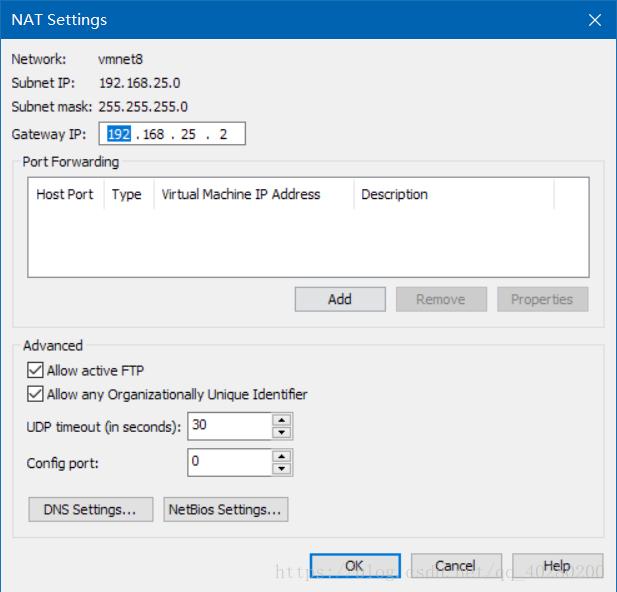 NAT Settings
Network: vmnet8
Subnet IP: 192.168.25.0
Subnet mask: 255.255.255.0
Gateway IP: 192 . 168 . 25 . 2
Port Forwarding
Host Port Type Virtual Machine IP Address Description
Add Remove Properties
Advanced
Allow active FTP
Allow any Organizationally Unique Identifier
UDP timeout (in seconds): 30
Config port: 0
DNS Settings... NetBios Settings...
OK Cancel Help
https://blog.csdn.net/qq_40280200